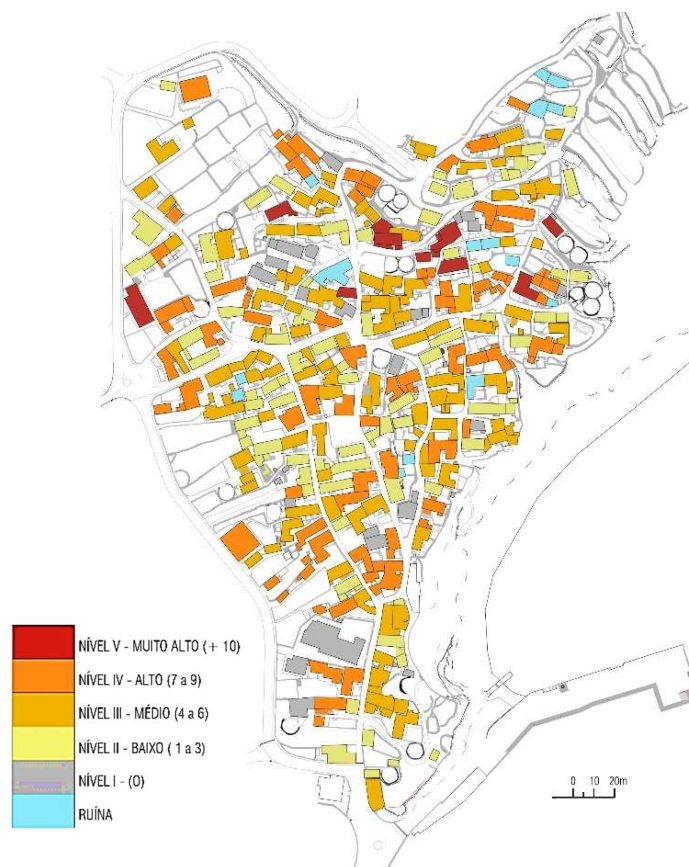 NÍVEL V - MUITO ALTO (+ 10)
NÍVEL IV - ALTO (7 a 9)
NÍVEL III - MÉDIO (4 a 6)
NÍVEL II - BAIXO ( 1 a 3)
NÍVEL I - (0)
RUÍNA
0 10 20m